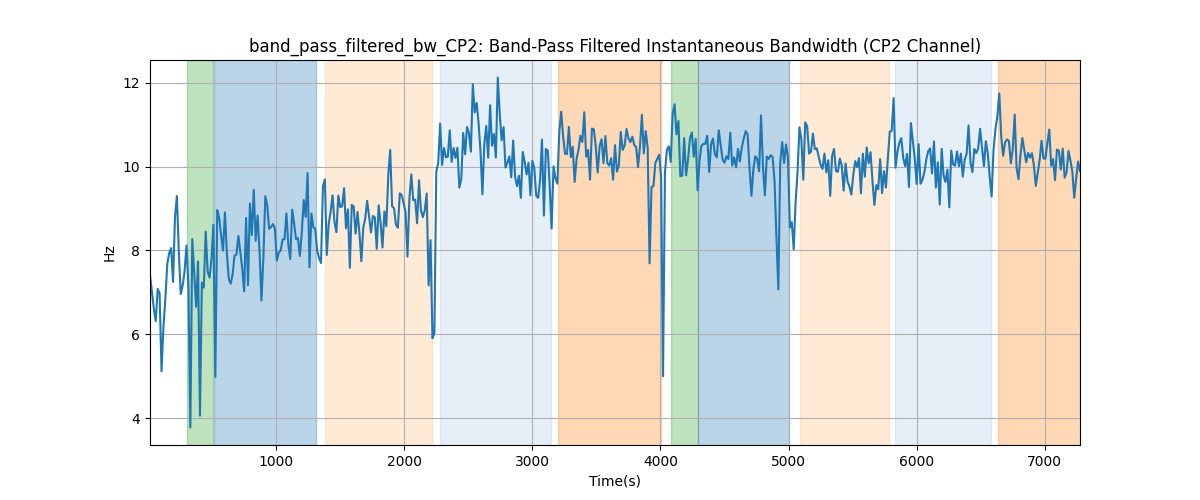 band_pass_filtered_bw_CP2: Band-Pass Filtered Instantaneous Bandwidth (CP2 Channel)
12
10
8
6
4
Hz
1000 2000 3000 4000 5000 6000 7000
Time(s)